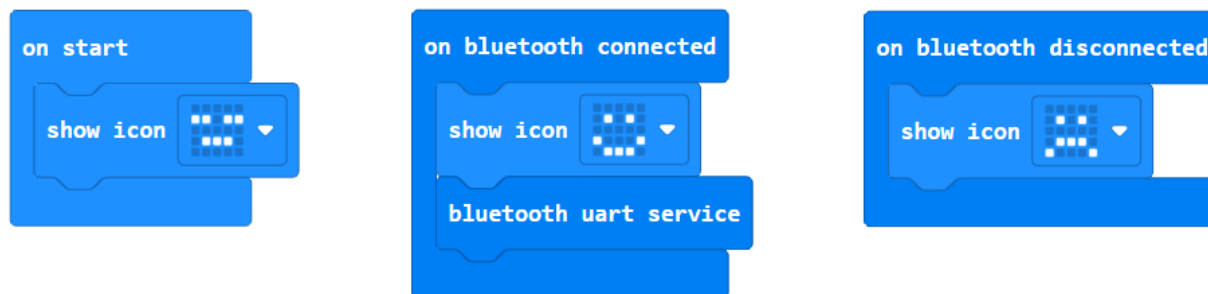 on start
show icon
on bluetooth connected
show icon
bluetooth uart service
on bluetooth disconnected
show icon